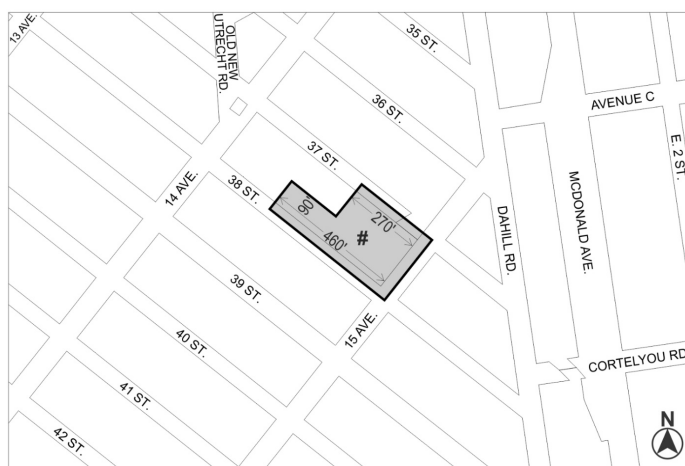 13 AVE.
OLD NEW
UTRECHT RD.
35 ST.
36 ST.
AVENUE C
37 ST.
E. 2 ST.
14 AVE.
38 ST.
90'
270'
#
460'
DAHILL RD.
MCDONALD AVE.
39 ST.
15 AVE.
40 ST.
CORTELYOU RD
41 ST.
42 ST.
N